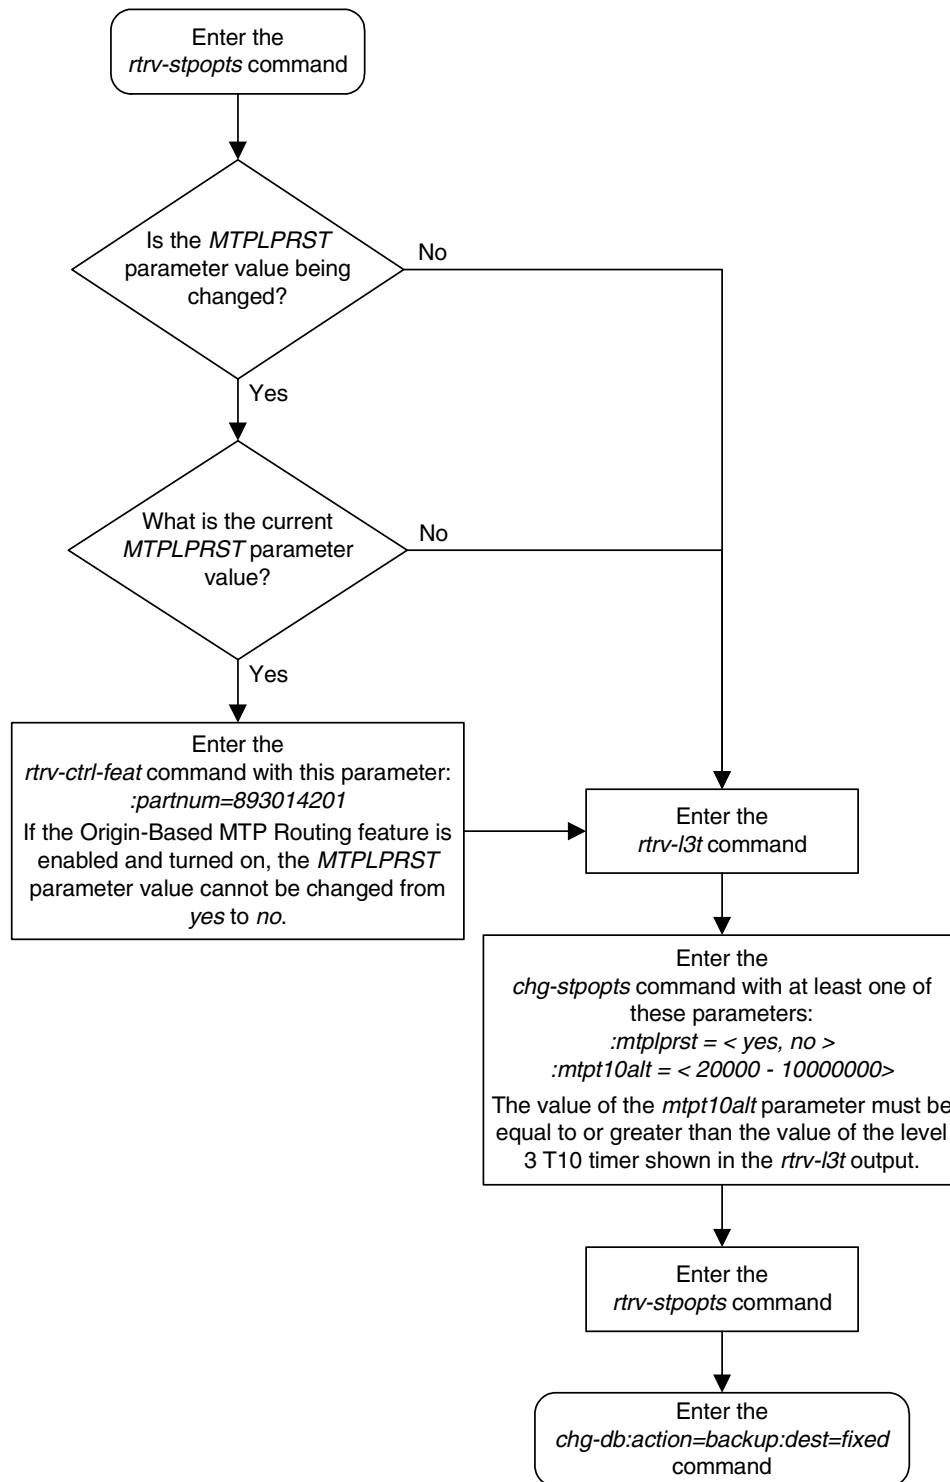 Enter the
rtrv-stpopts command
Is the MTPLPRST
parameter value being
changed?
No
Yes
What is the current
MTPLPRST parameter
value?
No
Yes
Enter the
rtrv-ctrl-feat command with this parameter:
:partnum=893014201
If the Origin-Based MTP Routing feature is
enabled and turned on, the MTPLPRST
parameter value cannot be changed from
yes to no.
Enter the
rtrv-l3t command
Enter the
chg-stpopts command with at least one of
these parameters:
:mtplprst = < yes, no >
:mtpt10alt = < 20000 - 10000000>
The value of the mtpt10alt parameter must be
equal to or greater than the value of the level
3 T10 timer shown in the rtrv-l3t output.
Enter the
rtrv-stpopts command
Enter the
chg-db:action=backup:dest=fixed
command